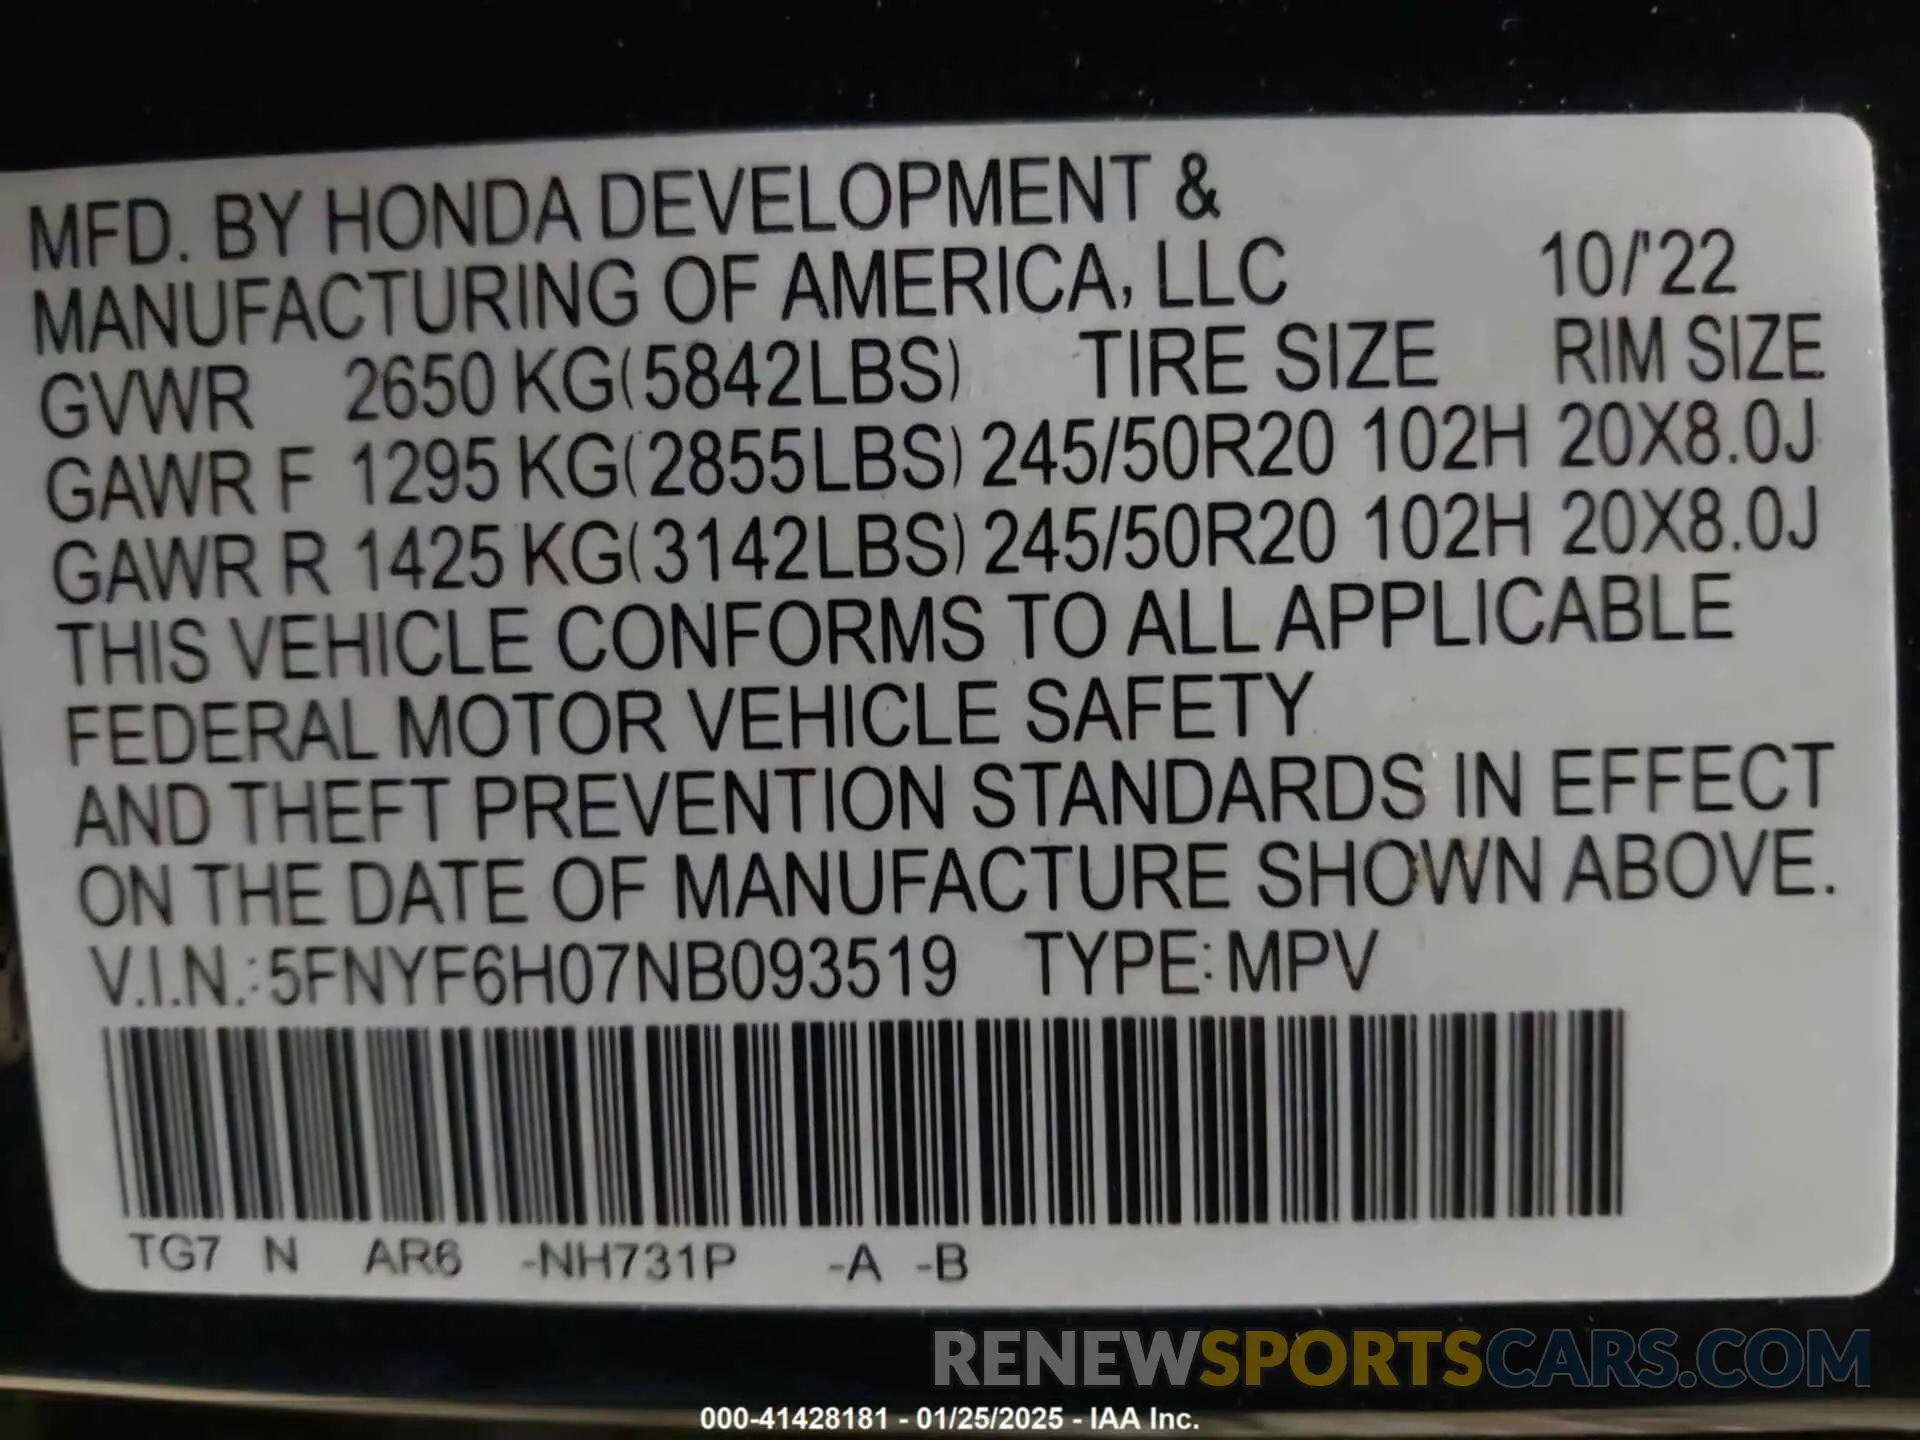 MFD. BY HONDA DEVELOPMENT &
MANUFACTURING OF AMERICA, LLC 10/'22
GVWR 2650 KG(5842LBS) TIRE SIZE RIM SIZE
GAWR F 1295 KG(2855LBS) 245/50R20 102H 20X8.0J
GAWR R 1425 KG(3142LBS) 245/50R20 102H 20X8.0J
THIS VEHICLE CONFORMS TO ALL APPLICABLE
FEDERAL MOTOR VEHICLE SAFETY
AND THEFT PREVENTION STANDARDS IN EFFECT
ON THE DATE OF MANUFACTURE SHOWN ABOVE.
V.I.N.:5FNYF6H07NB093519 TYPE:MPV
TG7 N AR6 -NH731P -A -B
RENEWSPORTSCARS.COM
000-41428181 - 01/25/2025 - IAA Inc.